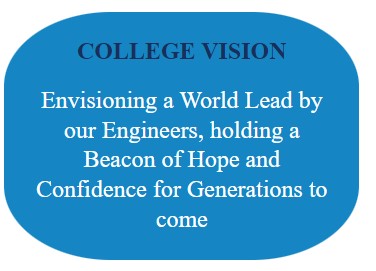 COLLEGE VISION
Envisioning a World Lead by
our Engineers, holding a
Beacon of Hope and
Confidence for Generations to
come